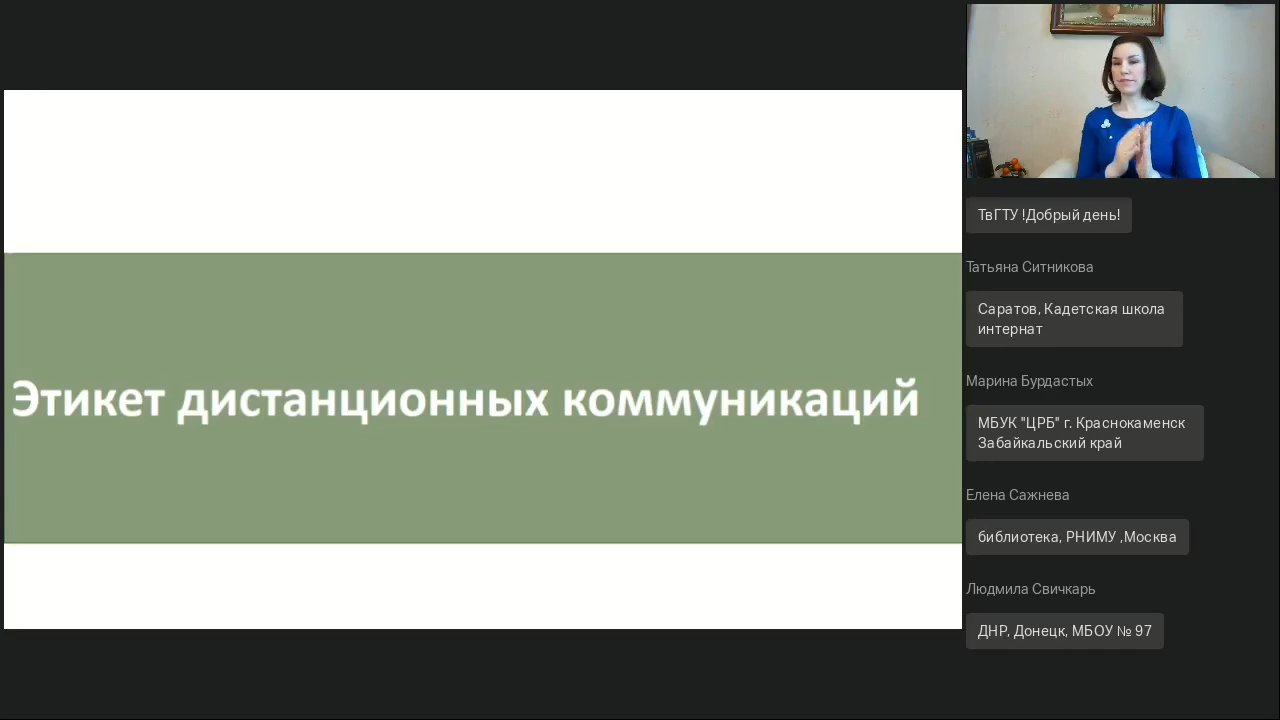 Этикет дистанционных коммуникаций
ТвГТУ !Добрый день!
Татьяна Ситникова
Саратов, Кадетская школа
интернат
Марина Бурдастых
МБУК "ЦРБ" г. Краснокаменск
Забайкальский край
Елена Сажнева
библиотека, РНИМУ ,Москва
Людмила Свичкарь
ДНР, Донецк, МБОУ № 97